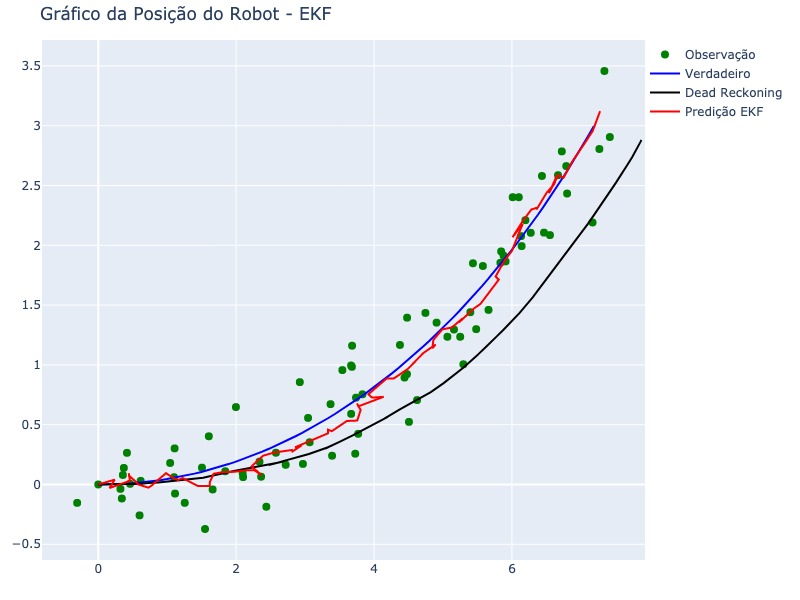 Gráfico da Posição do Robot - EKF
Observação
Verdadeiro
Dead Reckoning
Predição EKF
3.5
3
2.5
2
1.5
1
0.5
0
−0.5
0
2
4
6